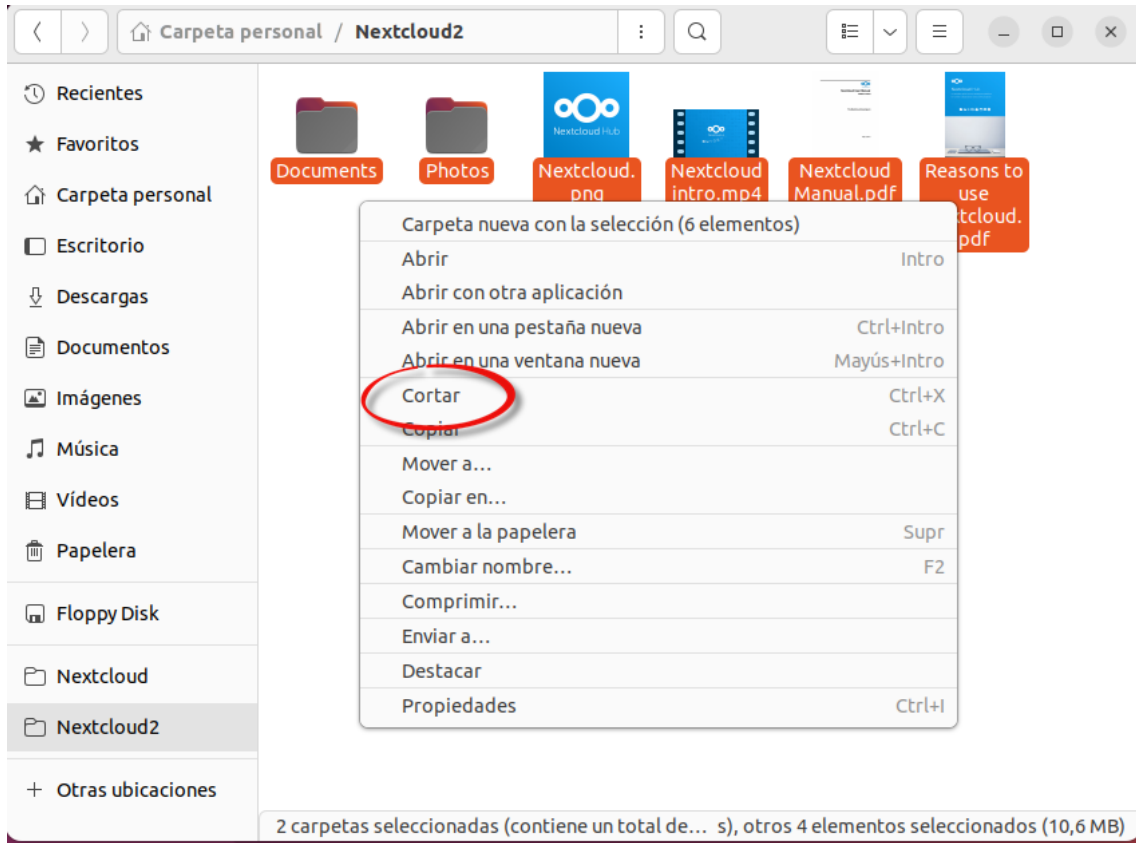 Carpeta personal / Nextcloud2
Recientes
Favoritos
Carpeta personal
Escritorio
Descargas
Documentos
Imágenes
Música
Vídeos
Papelera
Floppy Disk
Nextcloud
Nextcloud2
+ Otras ubicaciones
Nextcloud Hub
Documents
Photos
Nextcloud.
png
Nextcloud
intro.mp4
Nextcloud
Manual.pdf
Reasons to
use
tcloud.
pdf
Carpeta nueva con la selección (6 elementos)
Abrir Intro
Abrir con otra aplicación
Abrir en una pestaña nueva Ctrl+Intro
Abrir en una ventana nueva Mayús+Intro
Cortar Ctrl+X
Copiar Ctrl+C
Mover a...
Copiar en...
Mover a la papelera Supr
Cambiar nombre... F2
Comprimir...
Enviar a...
Destacar
Propiedades Ctrl+I
2 carpetas seleccionadas (contiene un total de... s), otros 4 elementos seleccionados (10,6 MB)